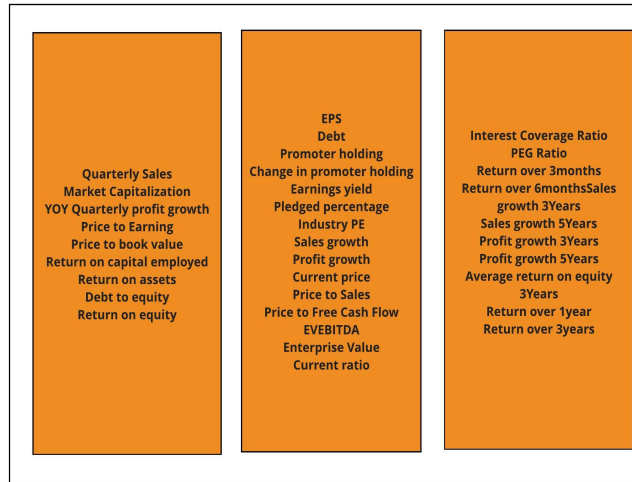 Quarterly Sales
Market Capitalization
YOY Quarterly profit growth
Price to Earning
Price to book value
Return on capital employed
Return on assets
Debt to equity
Return on equity
EPS
Debt
Promoter holding
Change in promoter holding
Earnings yield
Pledged percentage
Industry PE
Sales growth
Profit growth
Current price
Price to Sales
Price to Free Cash Flow
EVEBITDA
Enterprise Value
Current ratio
Interest Coverage Ratio
PEG Ratio
Return over 3months
Return over 6monthsSales
growth 3Years
Sales growth 5Years
Profit growth 3Years
Profit growth 5Years
Average return on equity
3Years
Return over 1year
Return over 3years